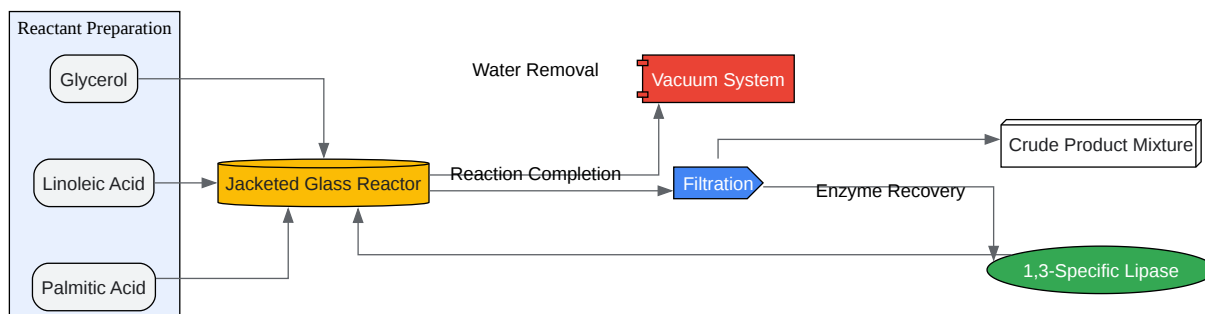 Reactant Preparation
Glycerol
Water Removal
Vacuum System
Crude Product Mixture
Linoleic Acid
Jacketed Glass Reactor
Reaction Completion
Filtration
Enzyme Recovery
Palmitic Acid
1,3-Specific Lipase